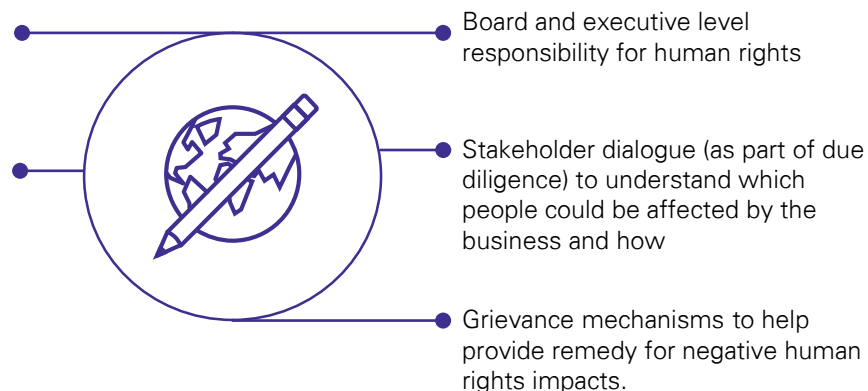 Board and executive level
responsibility for human rights
Stakeholder dialogue (as part of due
diligence) to understand which
people could be affected by the
business and how
Grievance mechanisms to help
provide remedy for negative human
rights impacts.